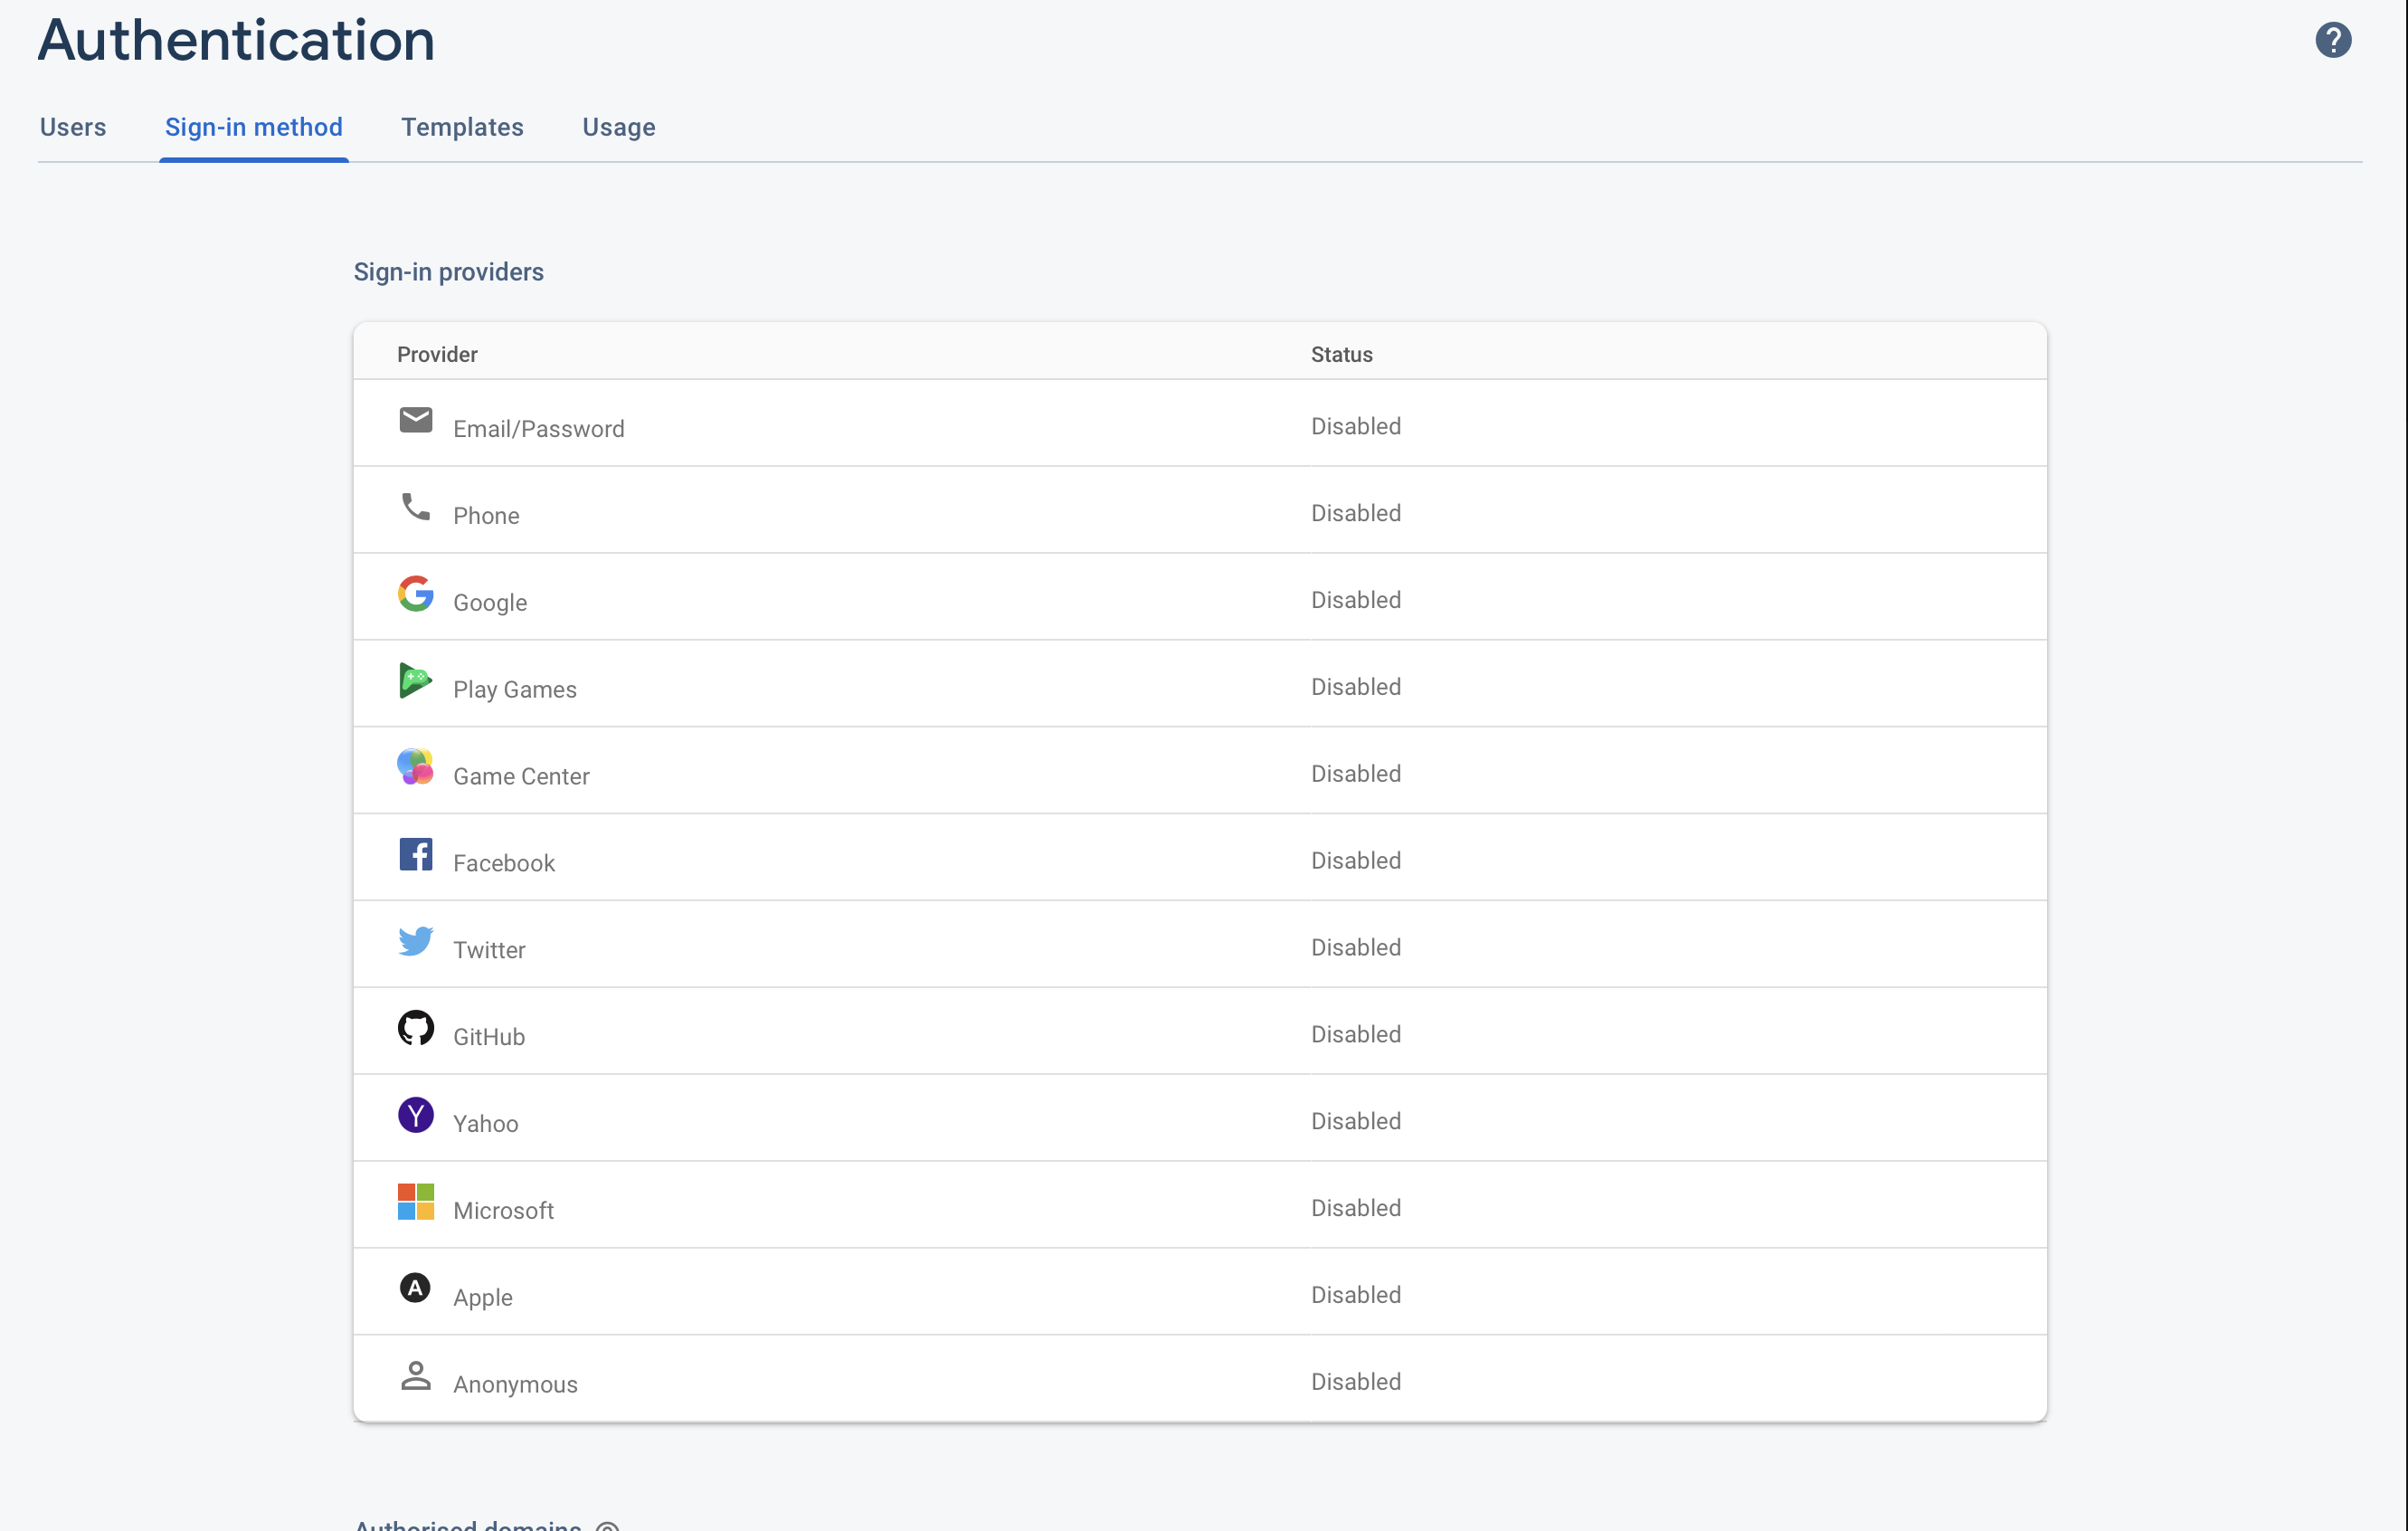 Authentication
?
Users Sign-in method Templates Usage
Sign-in providers
Provider Status
Email/Password Disabled
Phone Disabled
Google Disabled
Play Games Disabled
Game Center Disabled
Facebook Disabled
Twitter Disabled
GitHub Disabled
Yahoo Disabled
Microsoft Disabled
Apple Disabled
Anonymous Disabled
Authorised domains ?